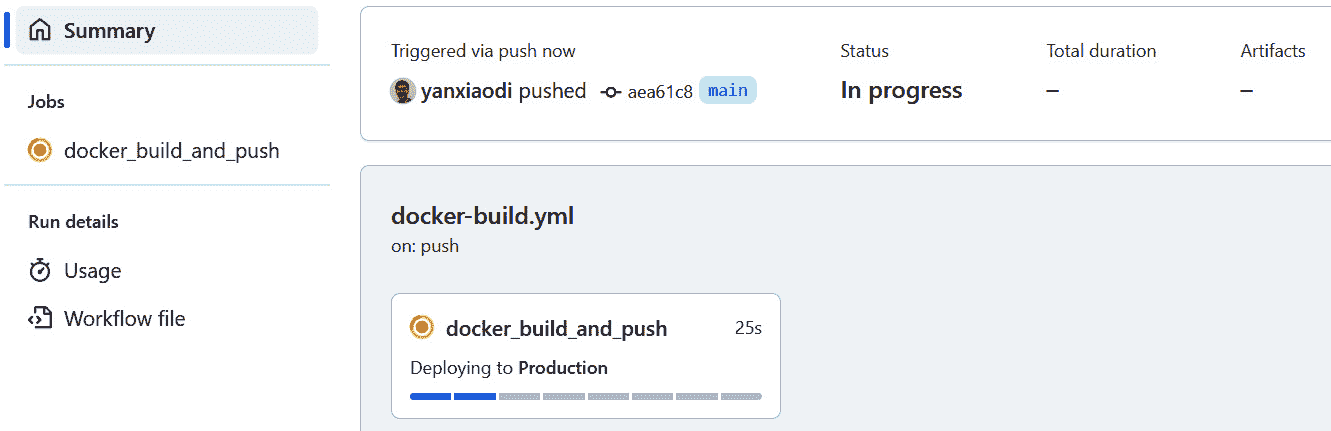 Summary
Jobs
docker_build_and_push
Run details
Usage
Workflow file
Triggered via push now
yanxiaodi pushed aea61c8 main
Status
In progress
Total duration
–
Artifacts
–
docker-build.yml
on: push
docker_build_and_push 25s
Deploying to Production